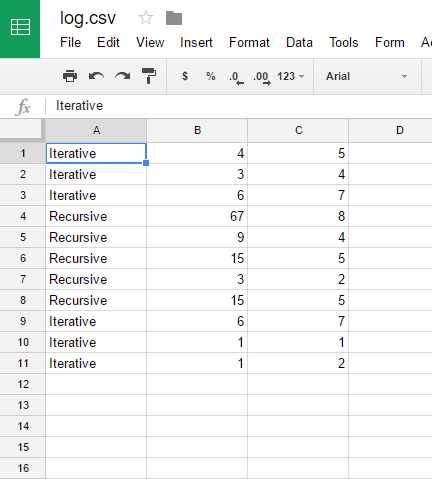 log.csv
File Edit View Insert Format Data Tools Form
$ % .0 .00 123 Arial
fx Iterative
A B C D
1 Iterative 4 5
2 Iterative 3 4
3 Iterative 6 7
4 Recursive 67 8
5 Recursive 9 4
6 Recursive 15 5
7 Recursive 3 2
8 Recursive 15 5
9 Iterative 6 7
10 Iterative 1 1
11 Iterative 1 2
12
13
14
15
16